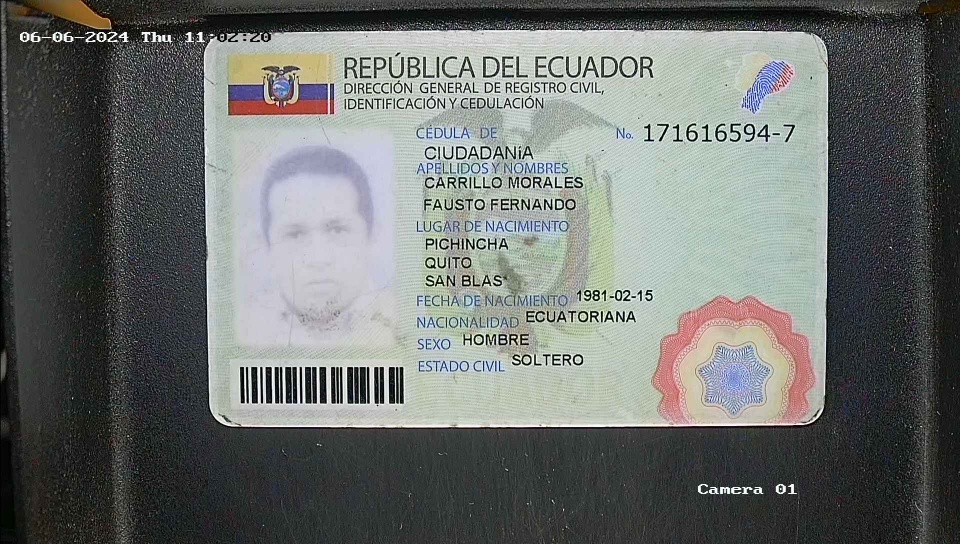 06-06-2024 Thu 11:02:20
REPÚBLICA DEL ECUADOR
DIRECCIÓN GENERAL DE REGISTRO CIVIL,
IDENTIFICACIÓN Y CEDULACIÓN
CÉDULA DE No. 171616594-7
CIUDADANíA
APELLIDOS Y NOMBRES
CARRILLO MORALES
FAUSTO FERNANDO
LUGAR DE NACIMIENTO
PICHINCHA
QUITO
SAN BLAS*
FECHA DE NACIMIENTO 1981-02-15
NACIONALIDAD ECUATORIANA
SEXO HOMBRE
ESTADO CIVIL SOLTERO
Camera 01